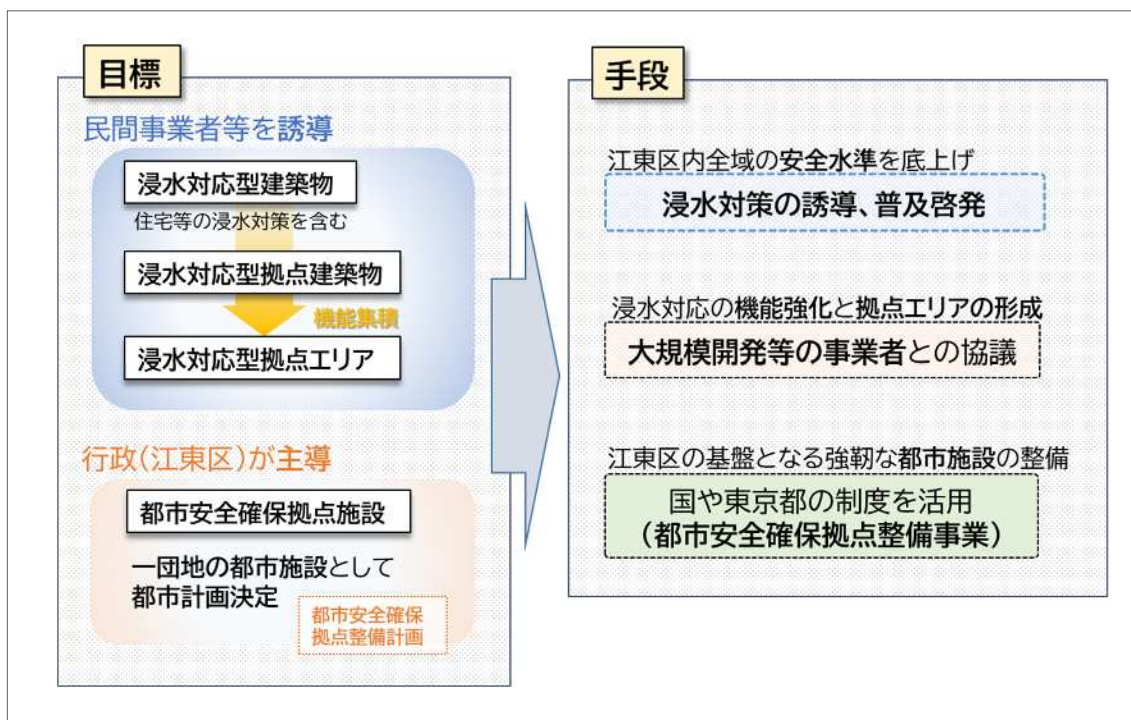 目標
民間事業者等を誘導
浸水対応型建築物
住宅等の浸水対策を含む
浸水対応型拠点建築物
機能集積
浸水対応型拠点エリア
行政(江東区)が主導
都市安全確保拠点施設
一団地の都市施設として
都市計画決定
都市安全確保
拠点整備計画
手段
江東区内全域の安全水準を底上げ
浸水対策の誘導、普及啓発
浸水対応の機能強化と拠点エリアの形成
大規模開発等の事業者との協議
江東区の基盤となる強靭な都市施設の整備
国や東京都の制度を活用
(都市安全確保拠点整備事業)